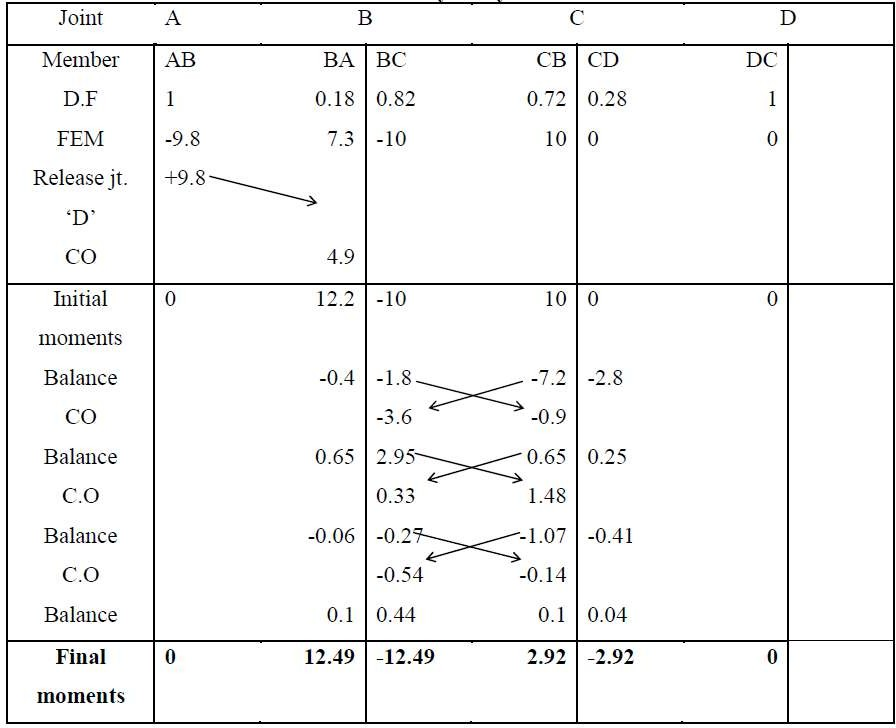 Joint A B C D
Member AB BA BC CB CD DC
D.F 1 0.18 0.82 0.72 0.28 1
FEM -9.8 7.3 -10 10 0 0
Release jt. +9.8
‘D’
CO 4.9
Initial 0 12.2 -10 10 0 0
moments
Balance -0.4 -1.8 -7.2 -2.8
CO -3.6 -0.9
Balance 0.65 2.95 0.65 0.25
C.O 0.33 1.48
Balance -0.06 -0.27 -1.07 -0.41
C.O -0.54 -0.14
Balance 0.1 0.44 0.1 0.04
Final 0 12.49 -12.49 2.92 -2.92 0
moments